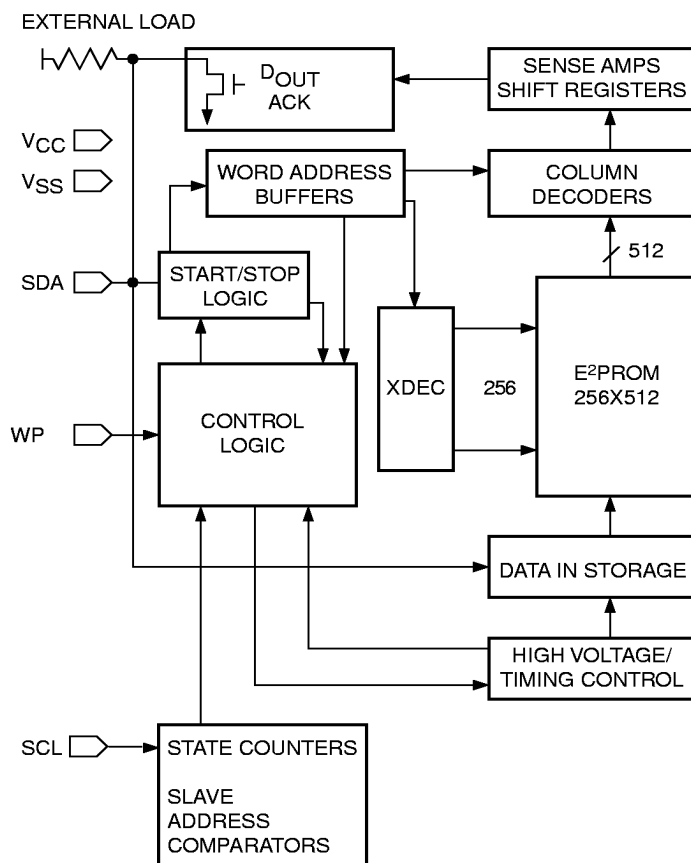 EXTERNAL LOAD
DOUT
ACK
SENSE AMPS
SHIFT REGISTERS
VCC
VSS
WORD ADDRESS
BUFFERS
COLUMN
DECODERS
512
SDA
START/STOP
LOGIC
XDEC
256
E²PROM
256X512
WP
CONTROL
LOGIC
DATA IN STORAGE
HIGH VOLTAGE/
TIMING CONTROL
SCL
STATE COUNTERS
SLAVE
ADDRESS
COMPARATORS